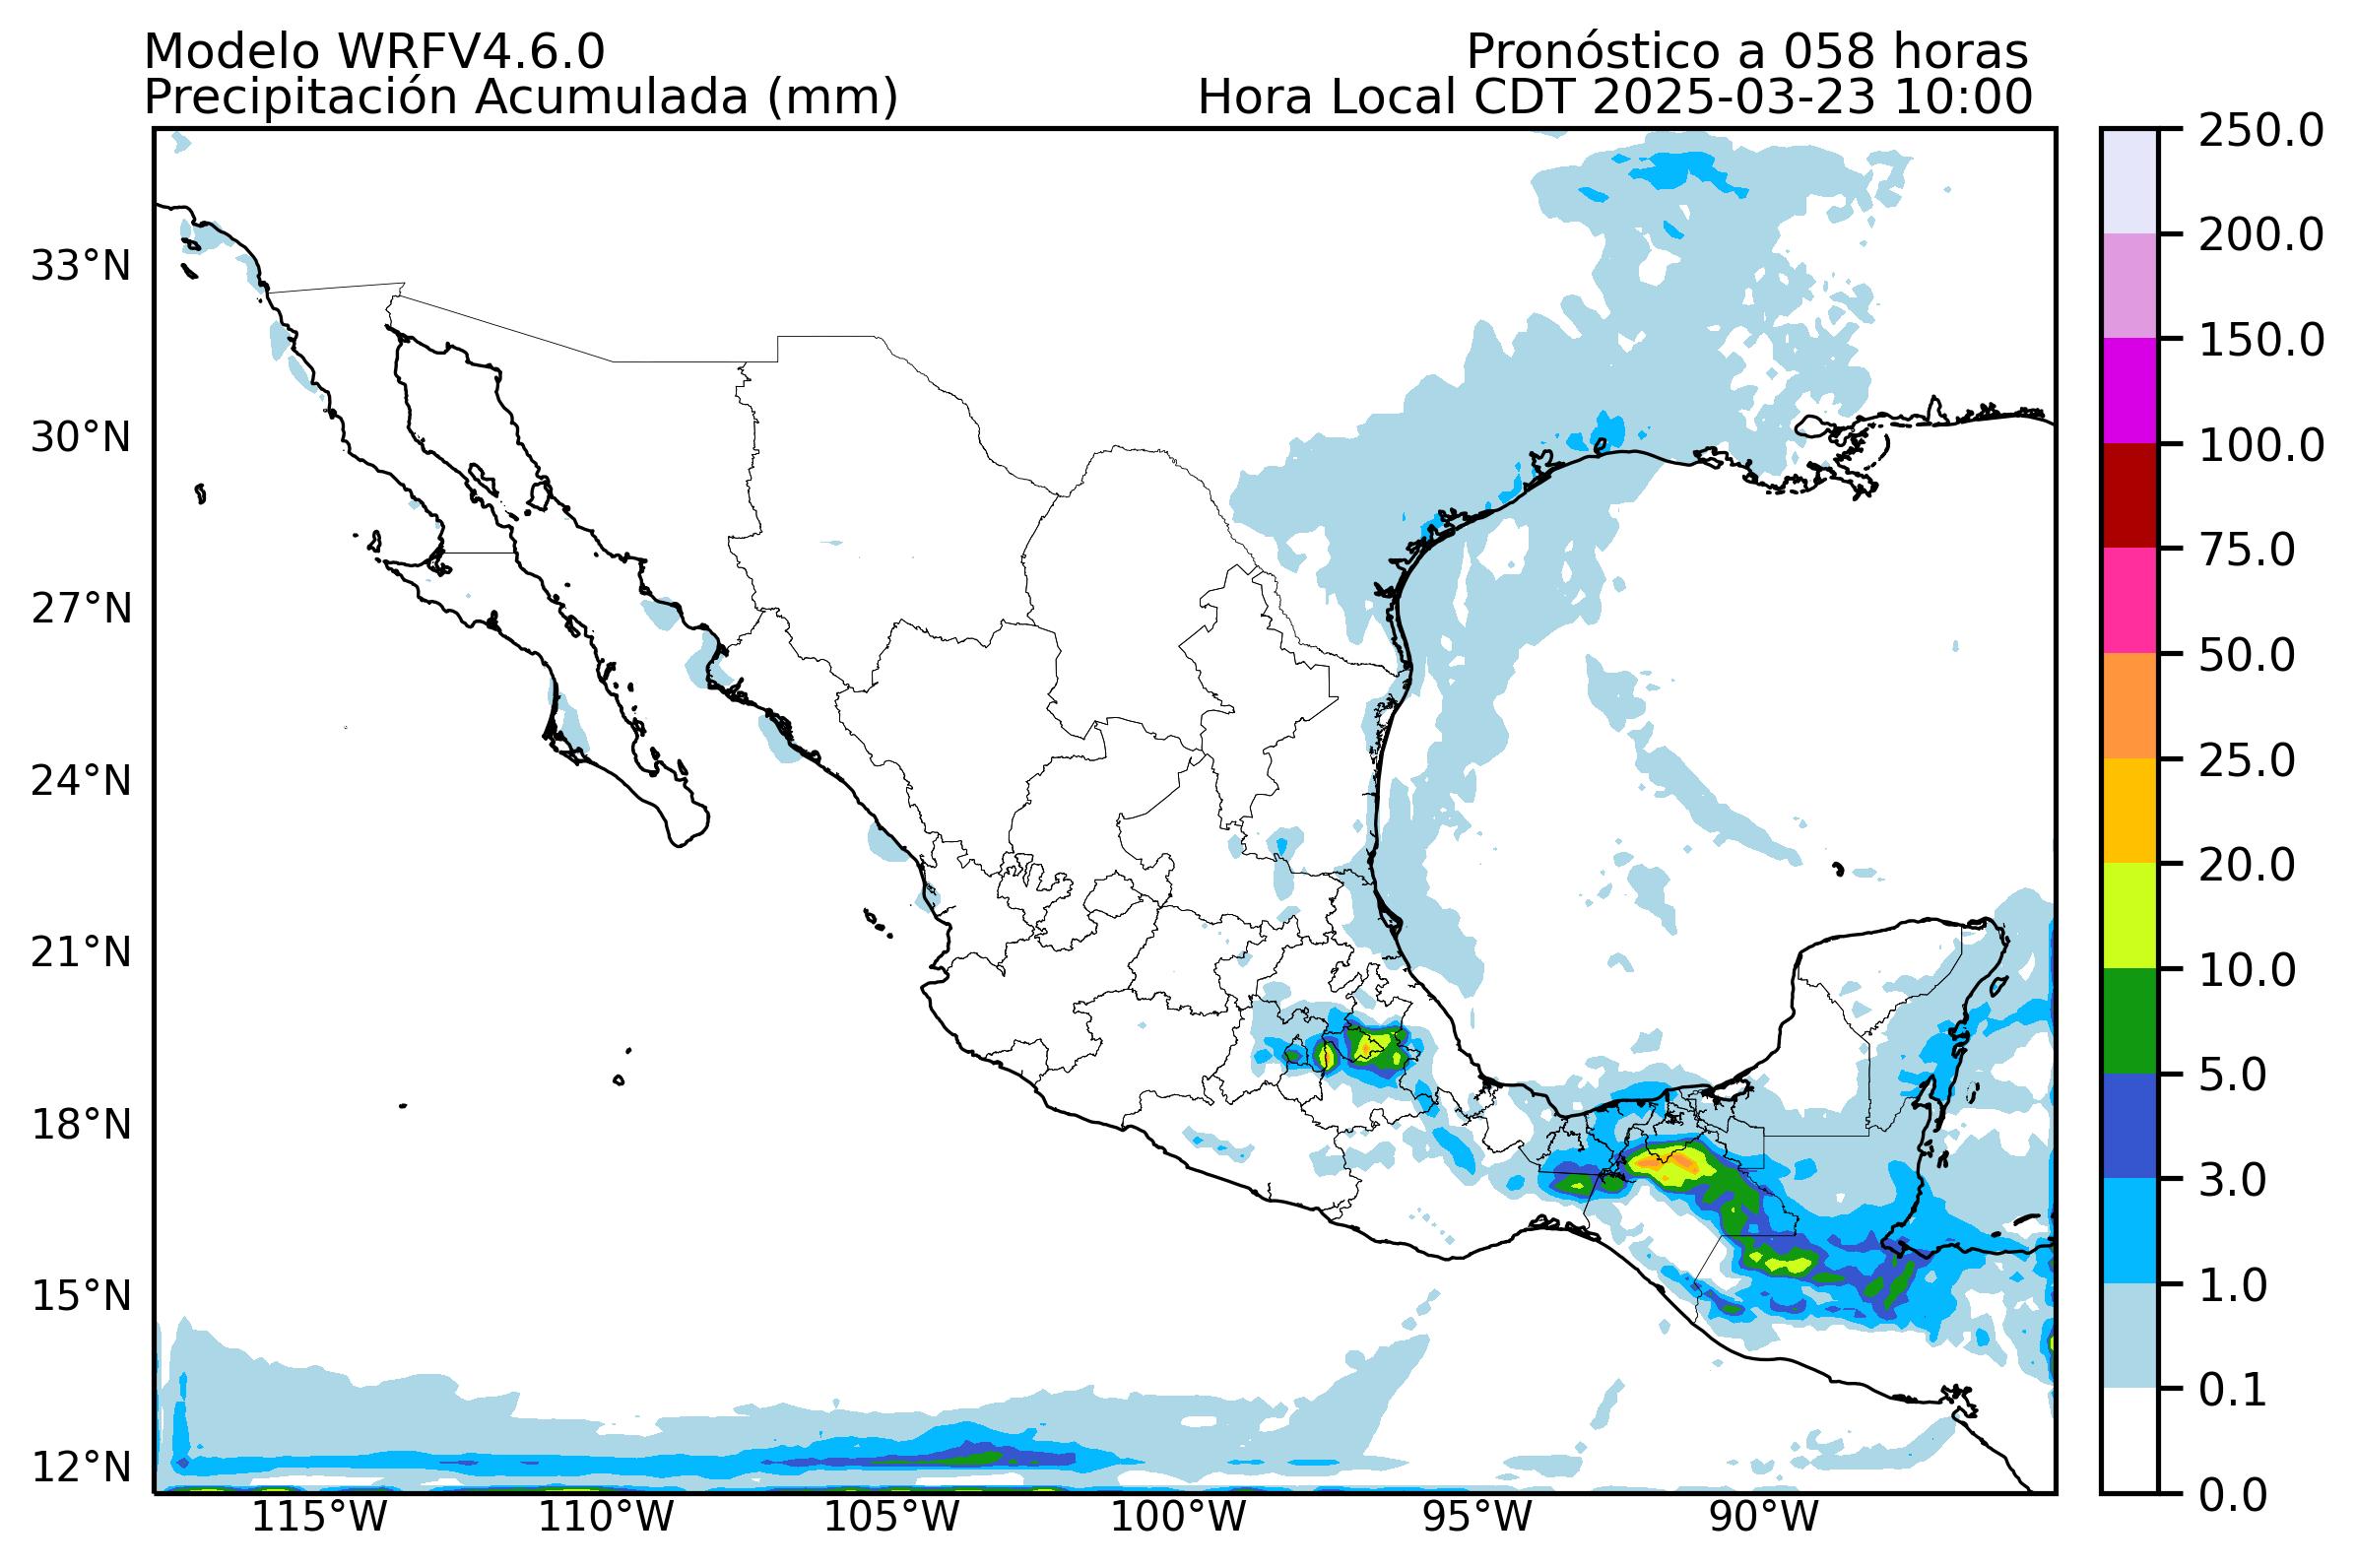 Modelo WRFV4.6.0
Pronóstico a 058 horas
Precipitación Acumulada (mm)
Hora Local CDT 2025-03-23 10:00
33°N
30°N
27°N
24°N
21°N
18°N
15°N
12°N
115°W
110°W
105°W
100°W
95°W
90°W
250.0
200.0
150.0
100.0
75.0
50.0
25.0
20.0
10.0
5.0
3.0
1.0
0.1
0.0